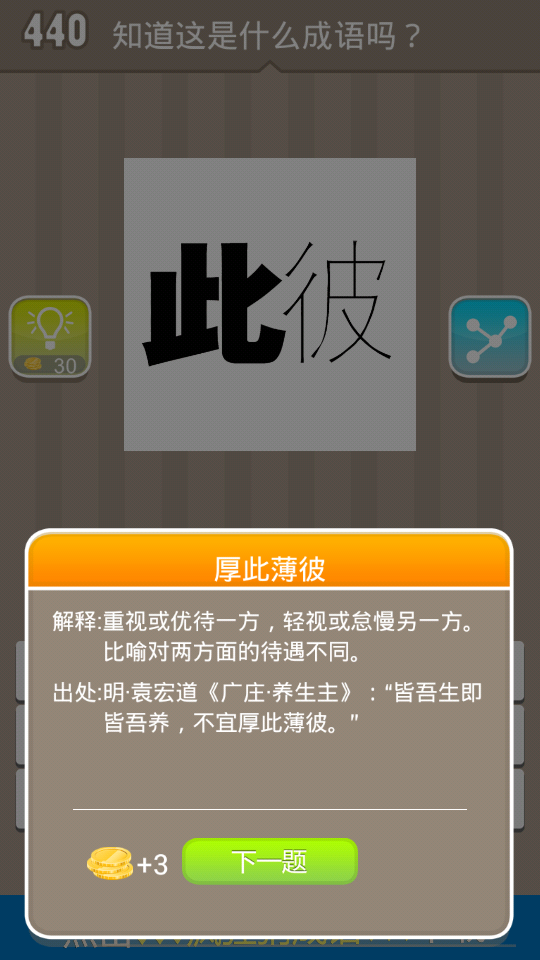 440 知道这是什么成语吗？
此彼
30
厚此薄彼
解释:重视或优待一方，轻视或怠慢另一方。
比喻对两方面的待遇不同。
出处:明·袁宏道《广庄·养生主》：“皆吾生即
皆吾养，不宜厚此薄彼。”
+3 下一题